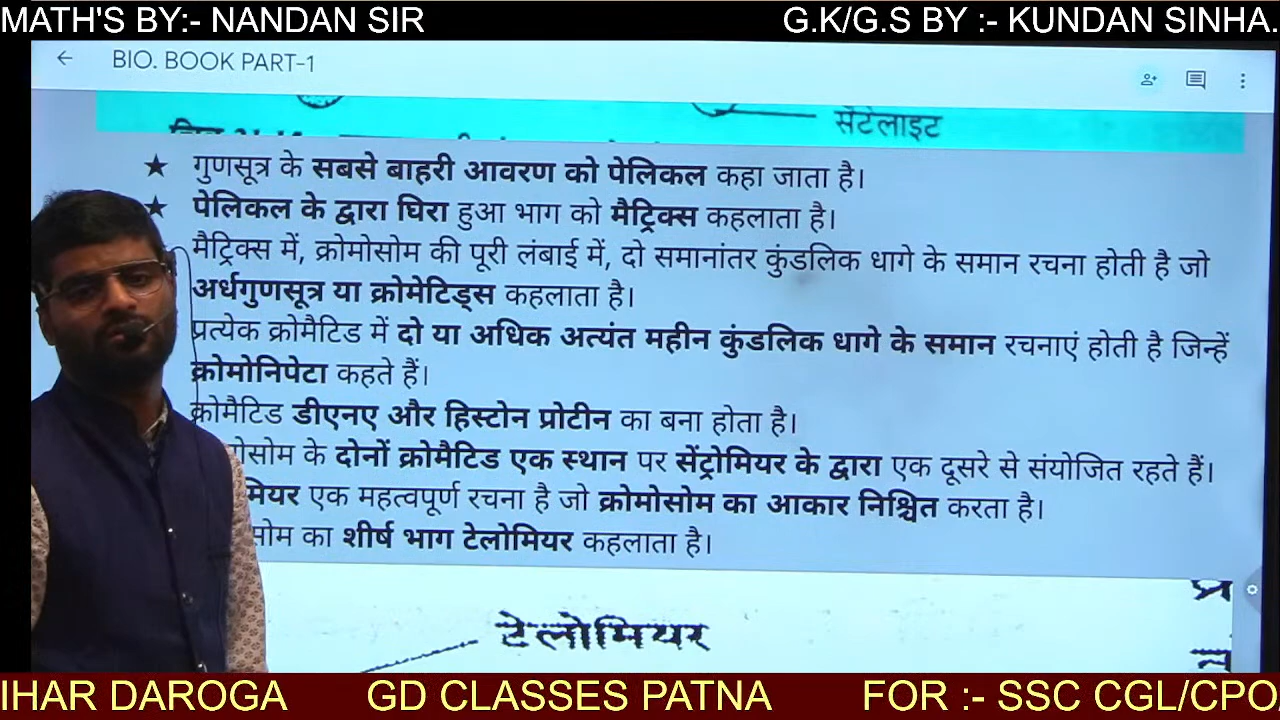 MATH'S BY:- NANDAN SIR G.K/G.S BY :- KUNDAN SINHA.
BIO. BOOK PART-1
सेटेलाइट
★ गुणसूत्र के सबसे बाहरी आवरण को पेलिकल कहा जाता है।
★ पेलिकल के द्वारा घिरा हुआ भाग को मैट्रिक्स कहलाता है।
मैट्रिक्स में, क्रोमोसोम की पूरी लंबाई में, दो समानांतर कुंडलिक धागे के समान रचना होती है जो
अर्धगुणसूत्र या क्रोमेटिड्स कहलाता है।
प्रत्येक क्रोमैटिड में दो या अधिक अत्यंत महीन कुंडलिक धागे के समान रचनाएं होती है जिन्हें
क्रोमोनिपेटा कहते हैं।
क्रोमैटिड डीएनए और हिस्टोन प्रोटीन का बना होता है।
के दोनों क्रोमैटिड एक स्थान पर सेंट्रोमियर के द्वारा एक दूसरे से संयोजित रहते हैं।
मियर एक महत्वपूर्ण रचना है जो क्रोमोसोम का आकार निश्चित करता है।
सोम का शीर्ष भाग टेलोमियर कहलाता है।
टेलोमियर
IHAR DAROGA GD CLASSES PATNA FOR :- SSC CGL/CPO/